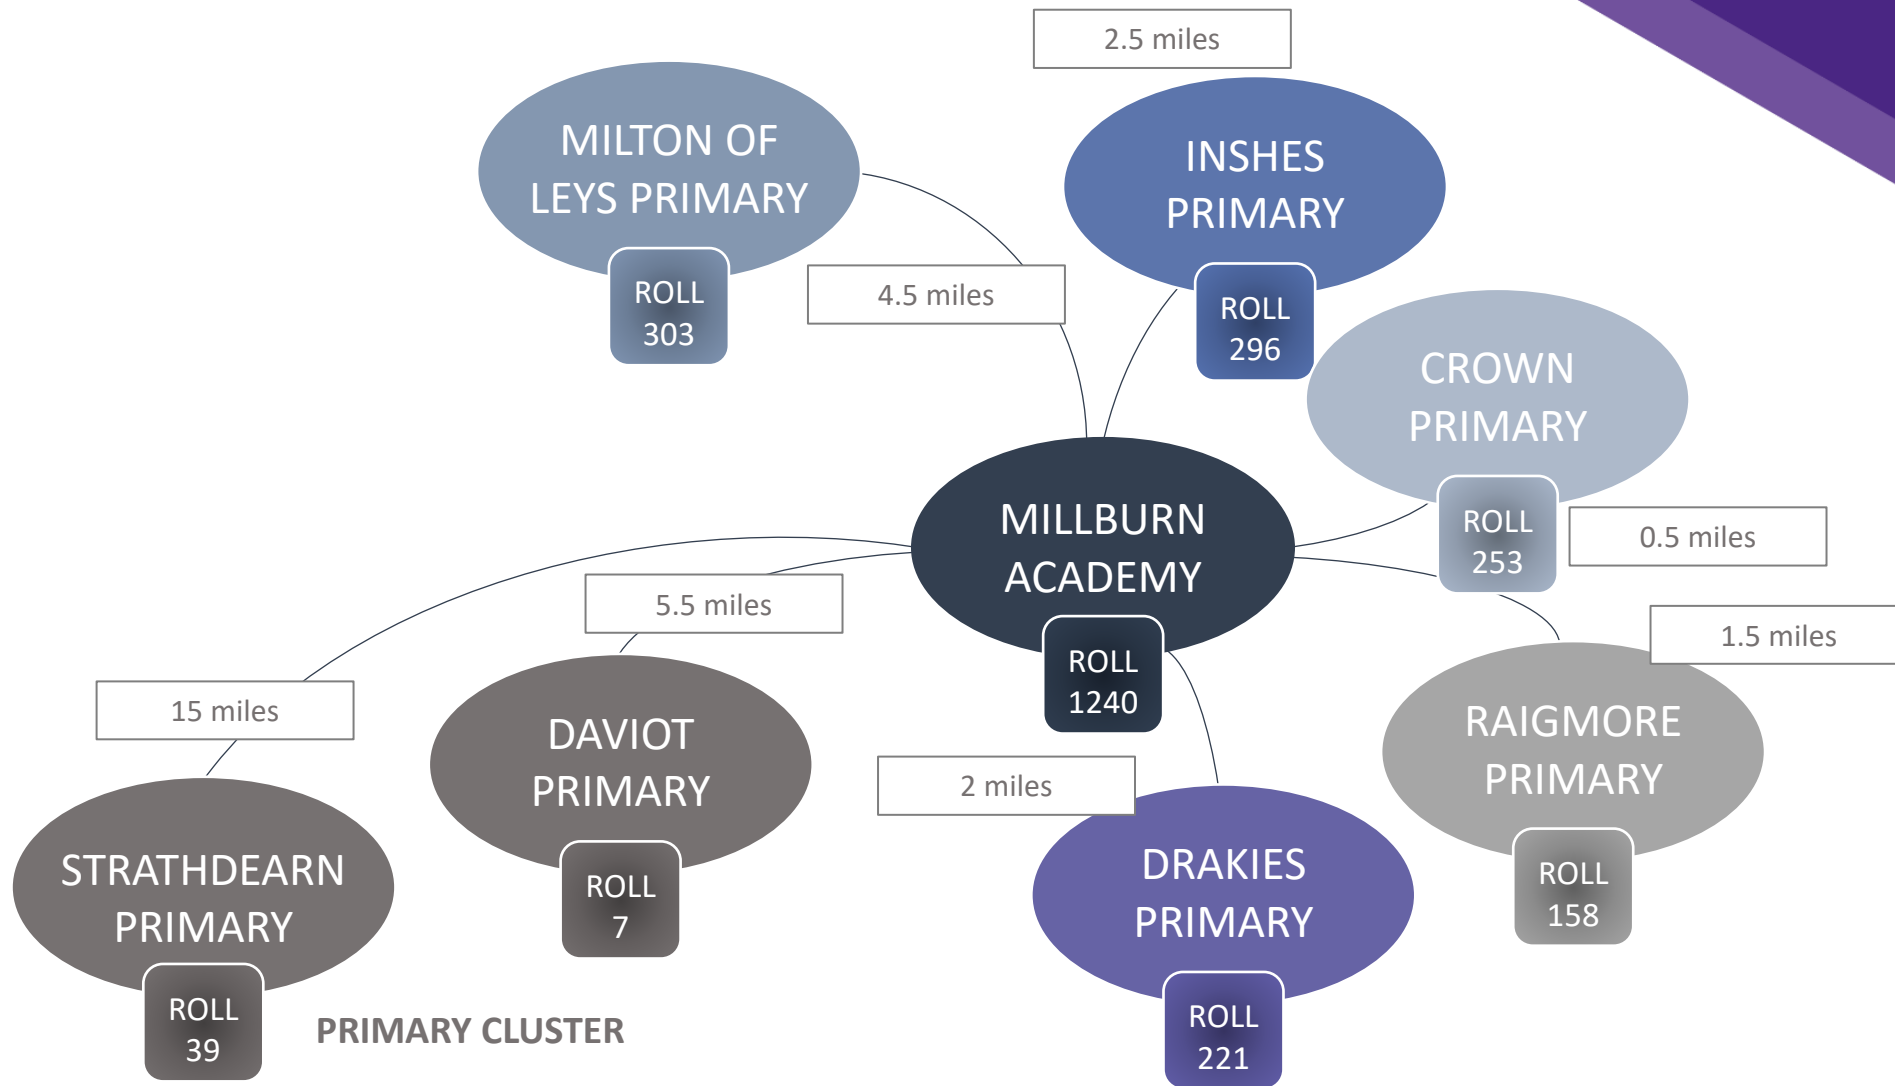 2.5 miles
MILTON OF
LEYS PRIMARY
ROLL
303
INSHES
PRIMARY
ROLL
296
4.5 miles
CROWN
PRIMARY
ROLL
253
0.5 miles
MILLBURN
ACADEMY
ROLL
1240
5.5 miles
1.5 miles
15 miles
DAVIOT
PRIMARY
ROLL
7
RAIGMORE
PRIMARY
ROLL
158
2 miles
STRATHDEARN
PRIMARY
ROLL
39
DRAKIES
PRIMARY
ROLL
221
PRIMARY CLUSTER